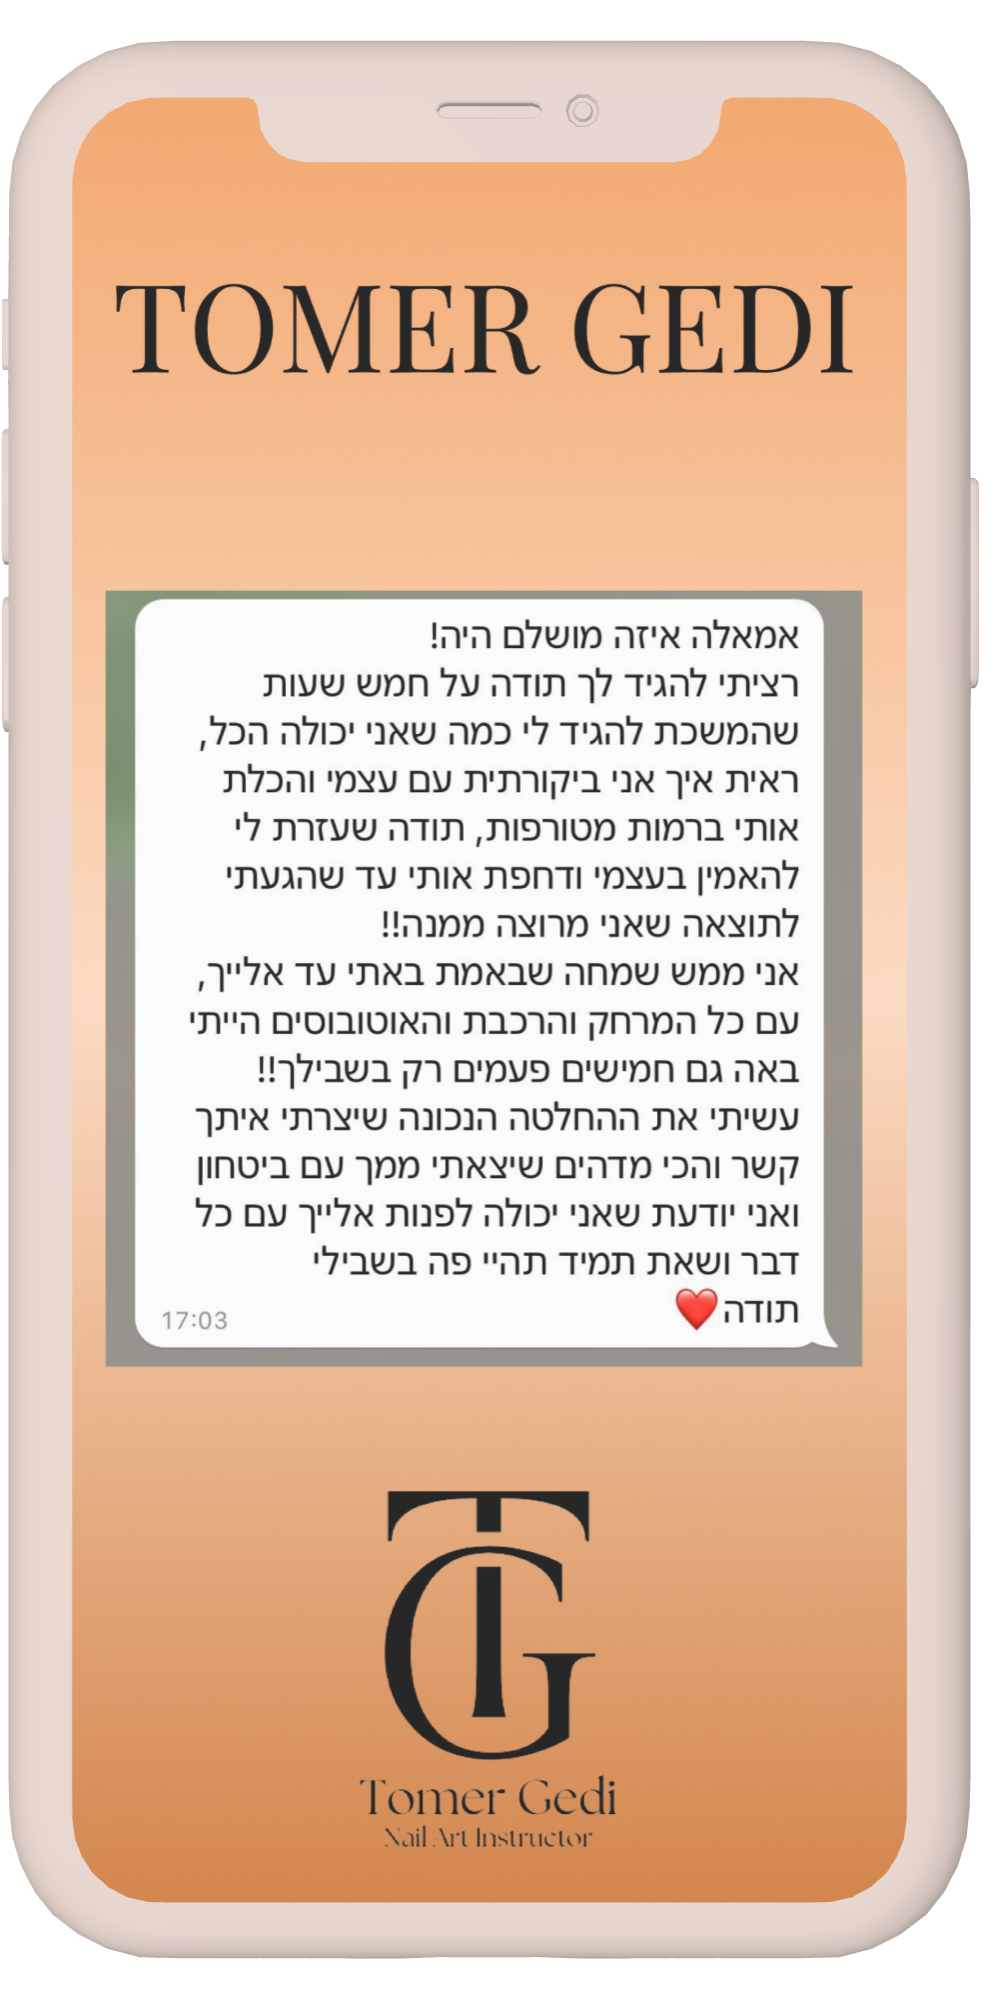 TOMER GEDI
אמאלה איזה מושלם היה!
רציתי להגיד לך תודה על חמש שעות
שהמשכת להגיד לי כמה שאני יכולה הכל,
ראית איך אני ביקורתית עם עצמי והכלת
אותי ברמות מטורפות, תודה שעזרת לי
להאמין בעצמי ודחפת אותי עד שהגעתי
לתוצאה שאני מרוצה ממנה!!
אני ממש שמחה שבאמת באתי עד אלייך,
עם כל המרחק והרכבת והאוטובוסים הייתי
באה גם חמישים פעמים רק בשבילך!!
עשיתי את ההחלטה הנכונה שיצרתי איתך
קשר והכי מדהים שיצאתי ממך עם ביטחון
ואני יודעת שאני יכולה לפנות אלייך עם כל
דבר ושאת תמיד תהיי פה בשבילי
תודה❤️
17:03
TG
Tomer Gedi
Nail Art Instructor